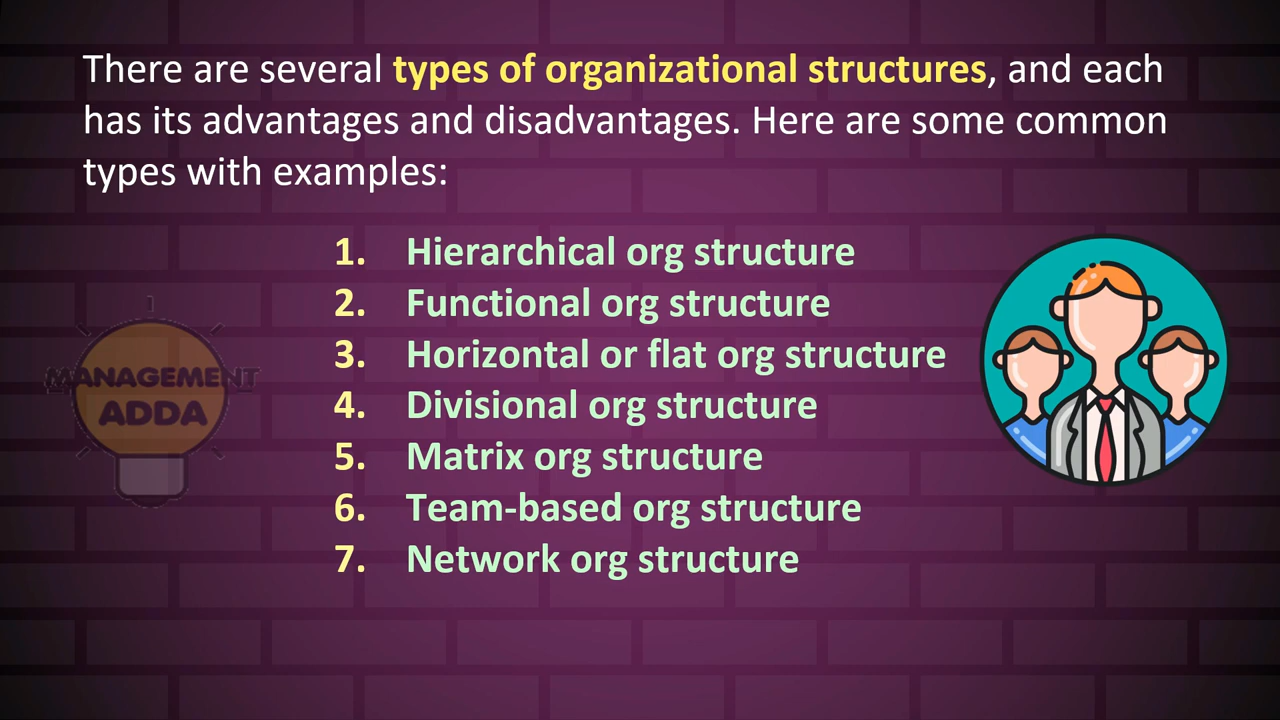 There are several types of organizational structures, and each
has its advantages and disadvantages. Here are some common
types with examples:
1. Hierarchical org structure
2. Functional org structure
3. Horizontal or flat org structure
4. Divisional org structure
5. Matrix org structure
6. Team-based org structure
7. Network org structure
MANAGEMENT
ADDA